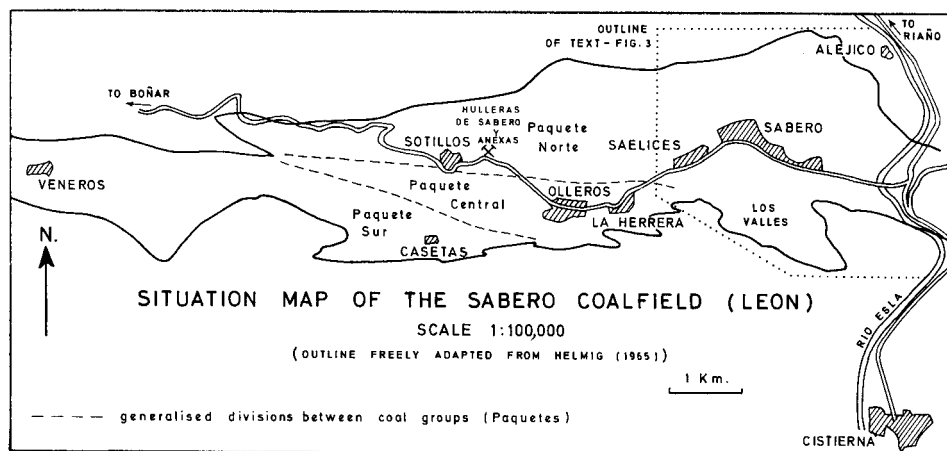 OUTLINE
OF TEXT-FIG. 3
TO
RIAÑO
ALEJICO
TO BOÑAR
HULLERAS
DE SABERO
Y
ANEXAS
Paquete
Norte
SOTILLOS
SAELICES
SABERO
VENEROS
Paquete
Central
OLLEROS
LA HERRERA
LOS
VALLES
Paquete
Sur
CASETAS
N.
SITUATION MAP OF THE SABERO COALFIELD (LEON)
SCALE 1:100,000
(OUTLINE FREELY ADAPTED FROM HELMIG (1965))
1 Km.
RIO ESLA
--- generalised divisions between coal groups (Paquetes)
CISTIERNA